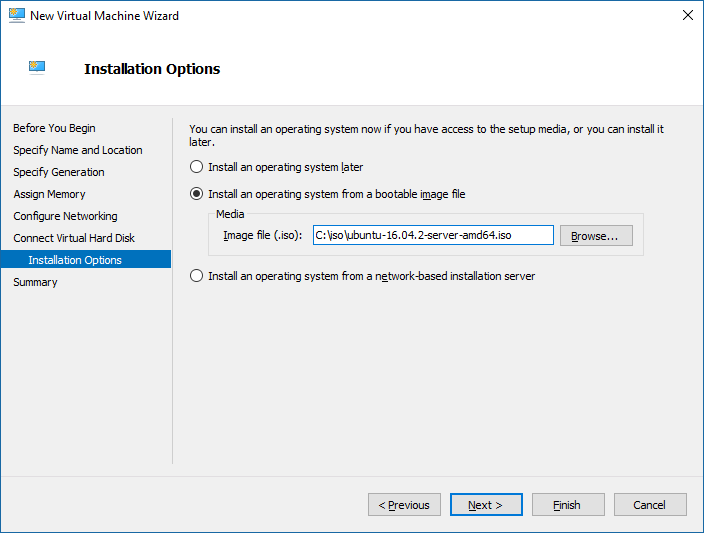 New Virtual Machine Wizard
Installation Options
Before You Begin
Specify Name and Location
Specify Generation
Assign Memory
Configure Networking
Connect Virtual Hard Disk
Installation Options
Summary
You can install an operating system now if you have access to the setup media, or you can install it
later.
Install an operating system later
Install an operating system from a bootable image file
Media
Image file (.iso):
C:\iso\ubuntu-16.04.2-server-amd64.iso
Browse...
Install an operating system from a network-based installation server
< Previous
Next >
Finish
Cancel